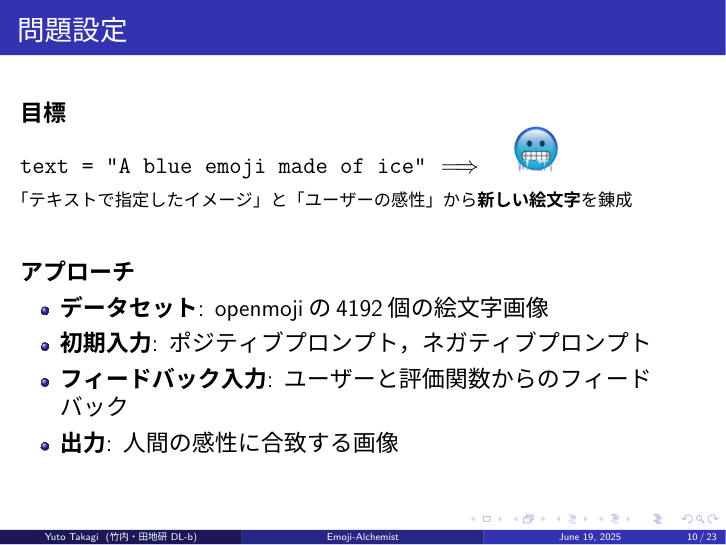 問題設定
目標
text = "A blue emoji made of ice" ⟹
「テキストで指定したイメージ」と「ユーザーの感性」から新しい絵文字を錬成
アプローチ
データセット: openmoji の 4192 個の絵文字画像
初期入力: ポジティブプロンプト，ネガティブプロンプト
フィードバック入力: ユーザーと評価関数からのフィード
バック
出力: 人間の感性に合致する画像
Yuto Takagi (竹内・田地研 DL-b) Emoji-Alchemist June 19, 2025 10 / 23